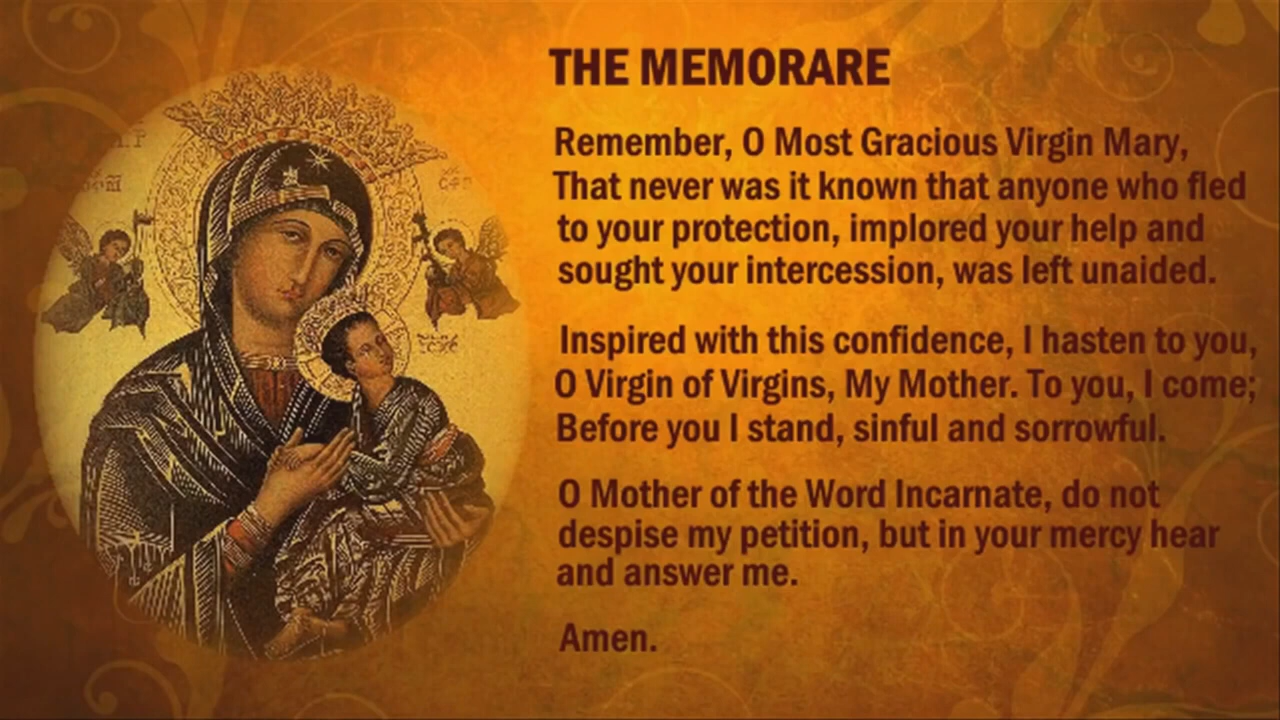 THE MEMORARE
Remember, O Most Gracious Virgin Mary,
That never was it known that anyone who fled
to your protection, implored your help and
sought your intercession, was left unaided.
Inspired with this confidence, I hasten to you,
O Virgin of Virgins, My Mother. To you, I come;
Before you I stand, sinful and sorrowful.
O Mother of the Word Incarnate, do not
despise my petition, but in your mercy hear
and answer me.
Amen.